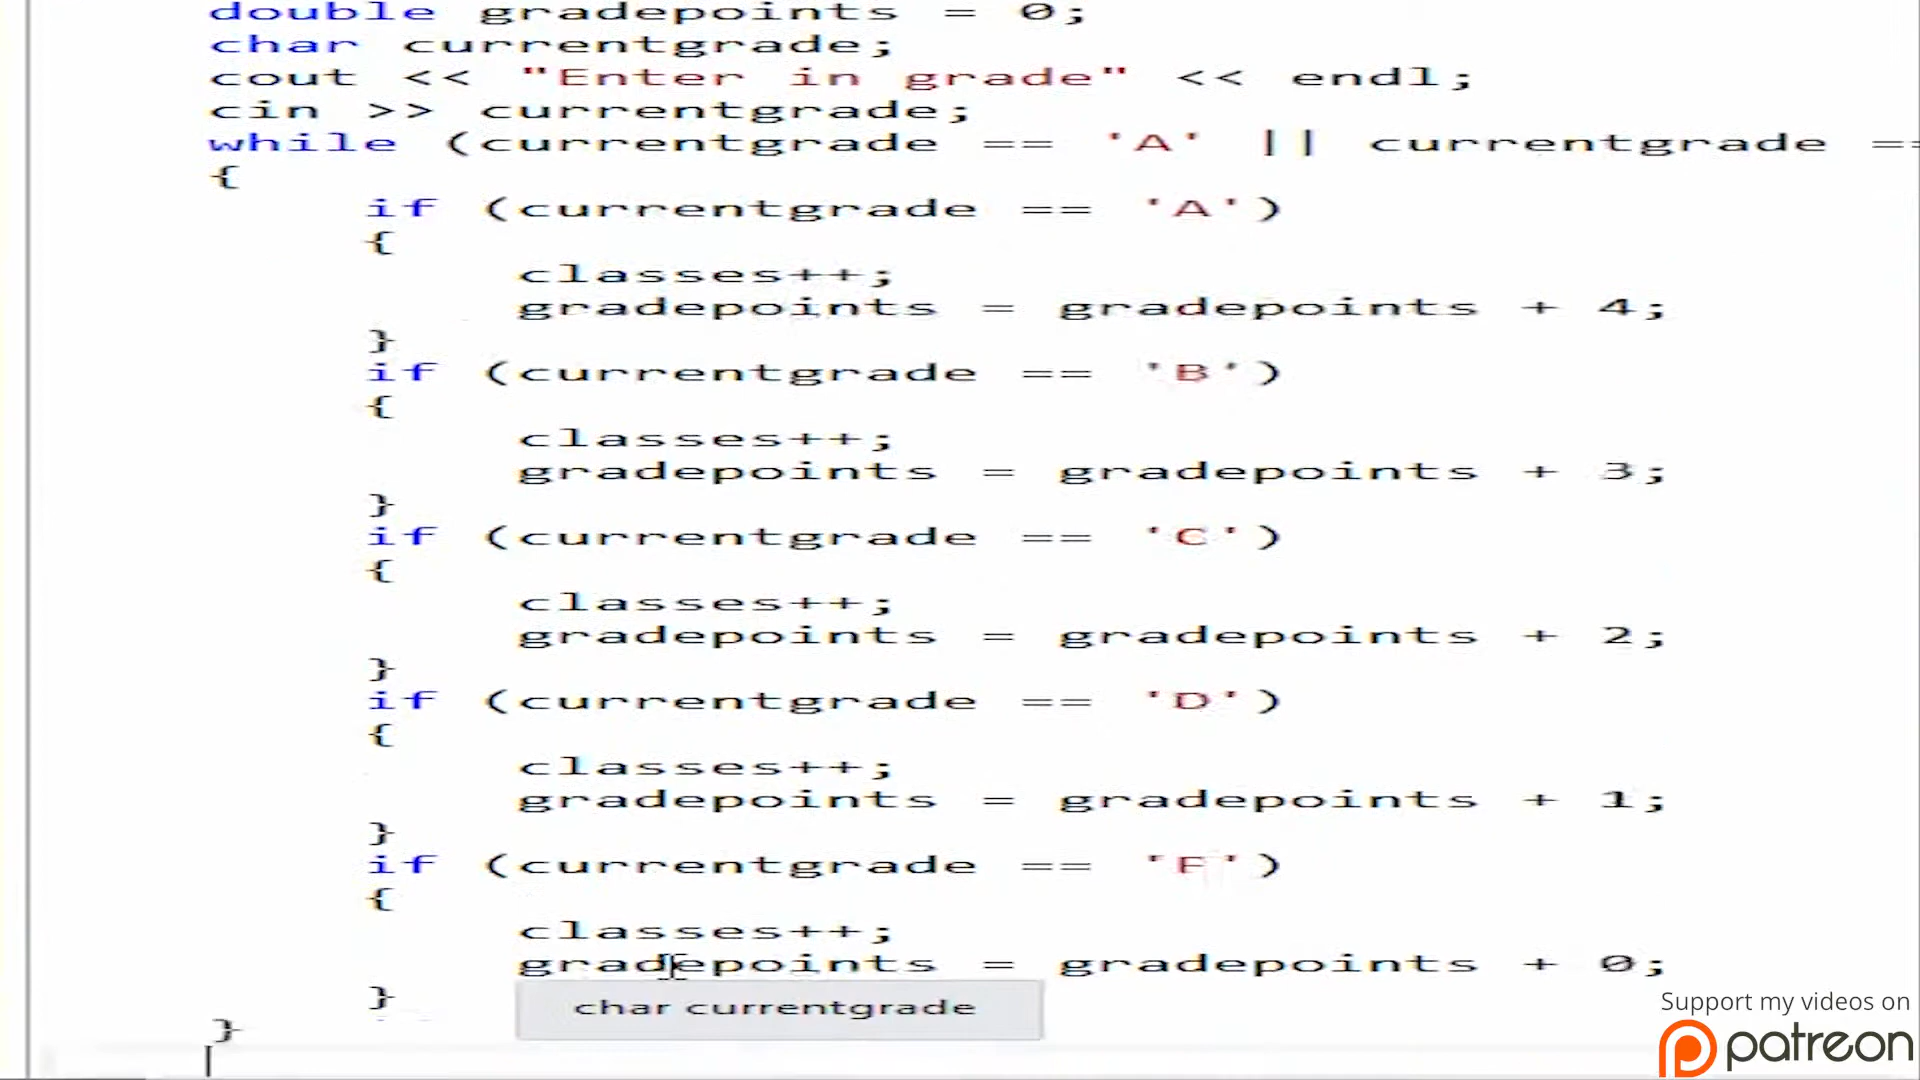 double gradepoints = 0;
char currentgrade;
cout << "Enter in grade" << endl;
cin >> currentgrade;
while (currentgrade == 'A' || currentgrade ==
{
if (currentgrade == 'A')
{
classes++;
gradepoints = gradepoints + 4;
}
if (currentgrade == 'B')
{
classes++;
gradepoints = gradepoints + 3;
}
if (currentgrade == 'C')
{
classes++;
gradepoints = gradepoints + 2;
}
if (currentgrade == 'D')
{
classes++;
gradepoints = gradepoints + 1;
}
if (currentgrade == 'F')
{
classes++;
gradepoints = gradepoints + 0;
}
char currentgrade
}
Support my videos on
patreon